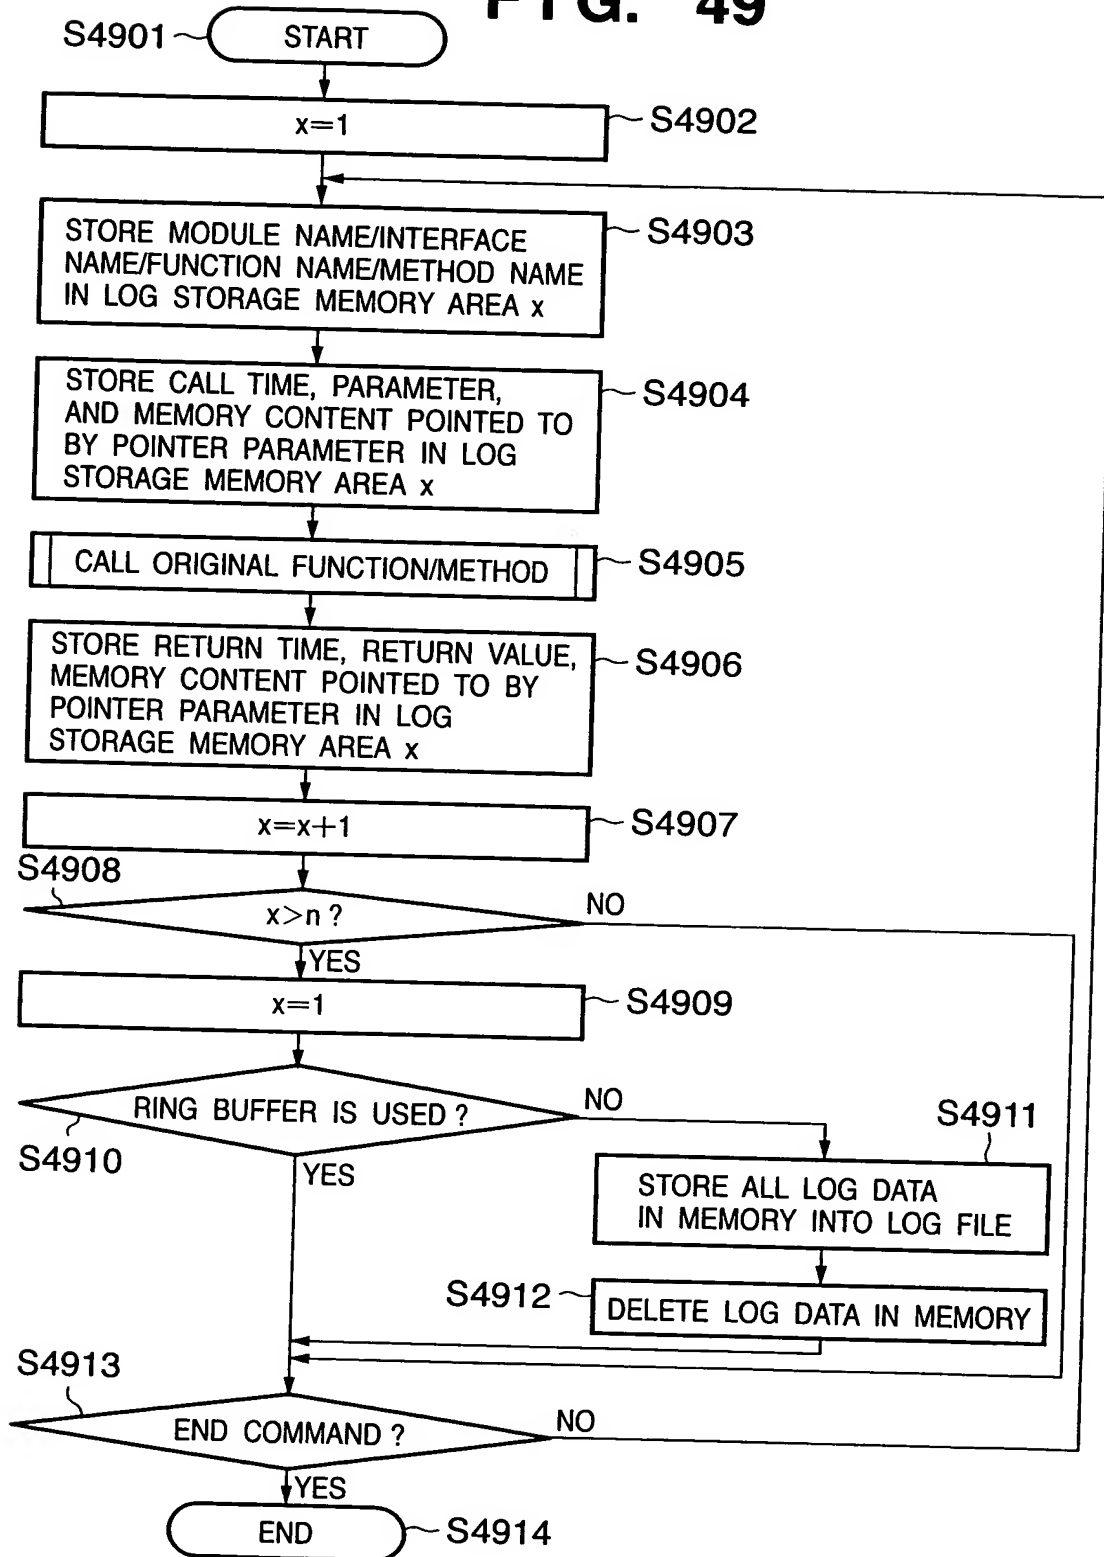 FIG. 49
S4901
START
x=1
S4902
STORE MODULE NAME/INTERFACE
NAME/FUNCTION NAME/METHOD NAME
IN LOG STORAGE MEMORY AREA x
S4903
STORE CALL TIME, PARAMETER,
AND MEMORY CONTENT POINTED TO
BY POINTER PARAMETER IN LOG
STORAGE MEMORY AREA x
S4904
CALL ORIGINAL FUNCTION/METHOD
S4905
STORE RETURN TIME, RETURN VALUE,
MEMORY CONTENT POINTED TO BY
POINTER PARAMETER IN LOG
STORAGE MEMORY AREA x
S4906
x=x+1
S4907
S4908
x>n?
NO
YES
x=1
S4909
RING BUFFER IS USED?
NO
S4910
YES
S4911
STORE ALL LOG DATA
IN MEMORY INTO LOG FILE
S4912
DELETE LOG DATA IN MEMORY
S4913
END COMMAND?
NO
YES
END
S4914